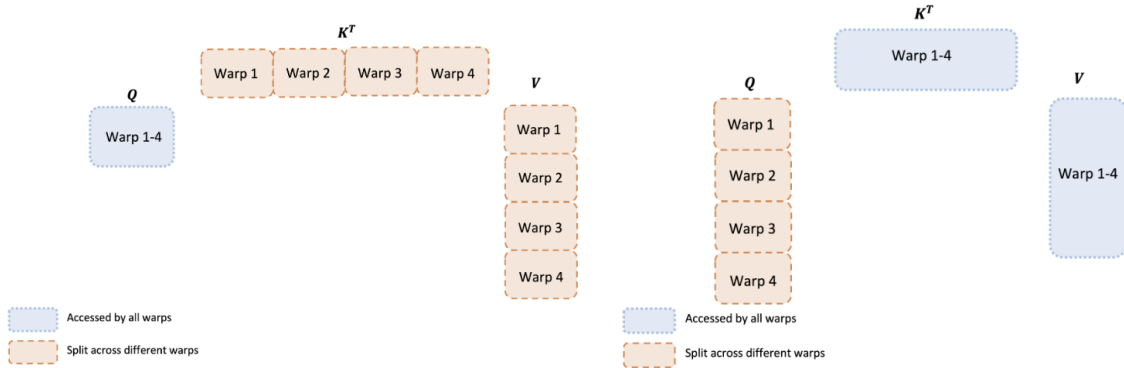 K^T
Warp 1 Warp 2 Warp 3 Warp 4
Q
Warp 1-4
V
Warp 1
Warp 2
Warp 3
Warp 4
Accessed by all warps
Split across different warps
K^T
Warp 1-4
Q
Warp 1
Warp 2
Warp 3
Warp 4
V
Warp 1-4
Accessed by all warps
Split across different warps